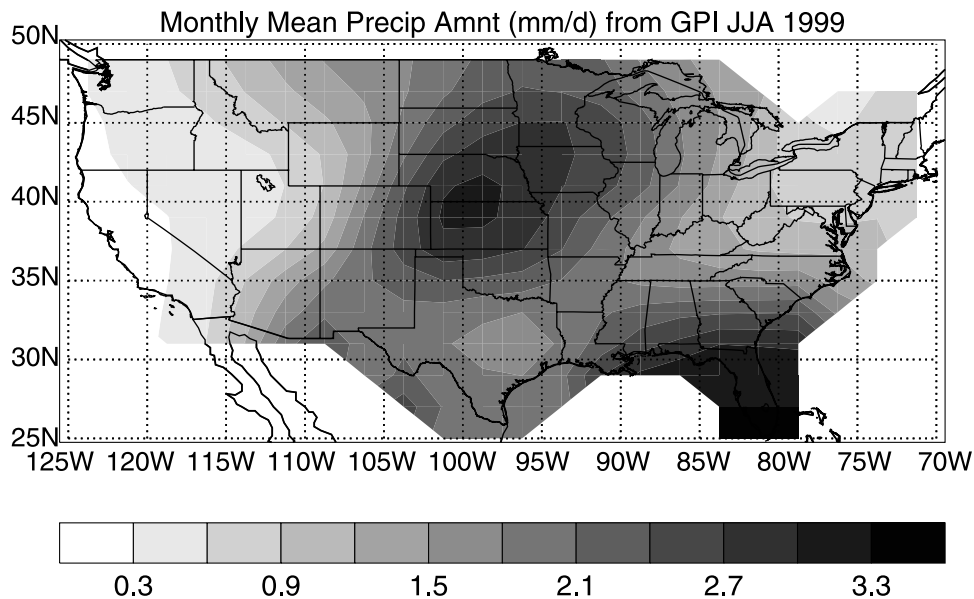 Monthly Mean Precip Amnt (mm/d) from GPI JJA 1999
50N
45N
40N
35N
30N
25N
125W 120W 115W 110W 105W 100W 95W 90W 85W 80W 75W 70W
0.3 0.9 1.5 2.1 2.7 3.3